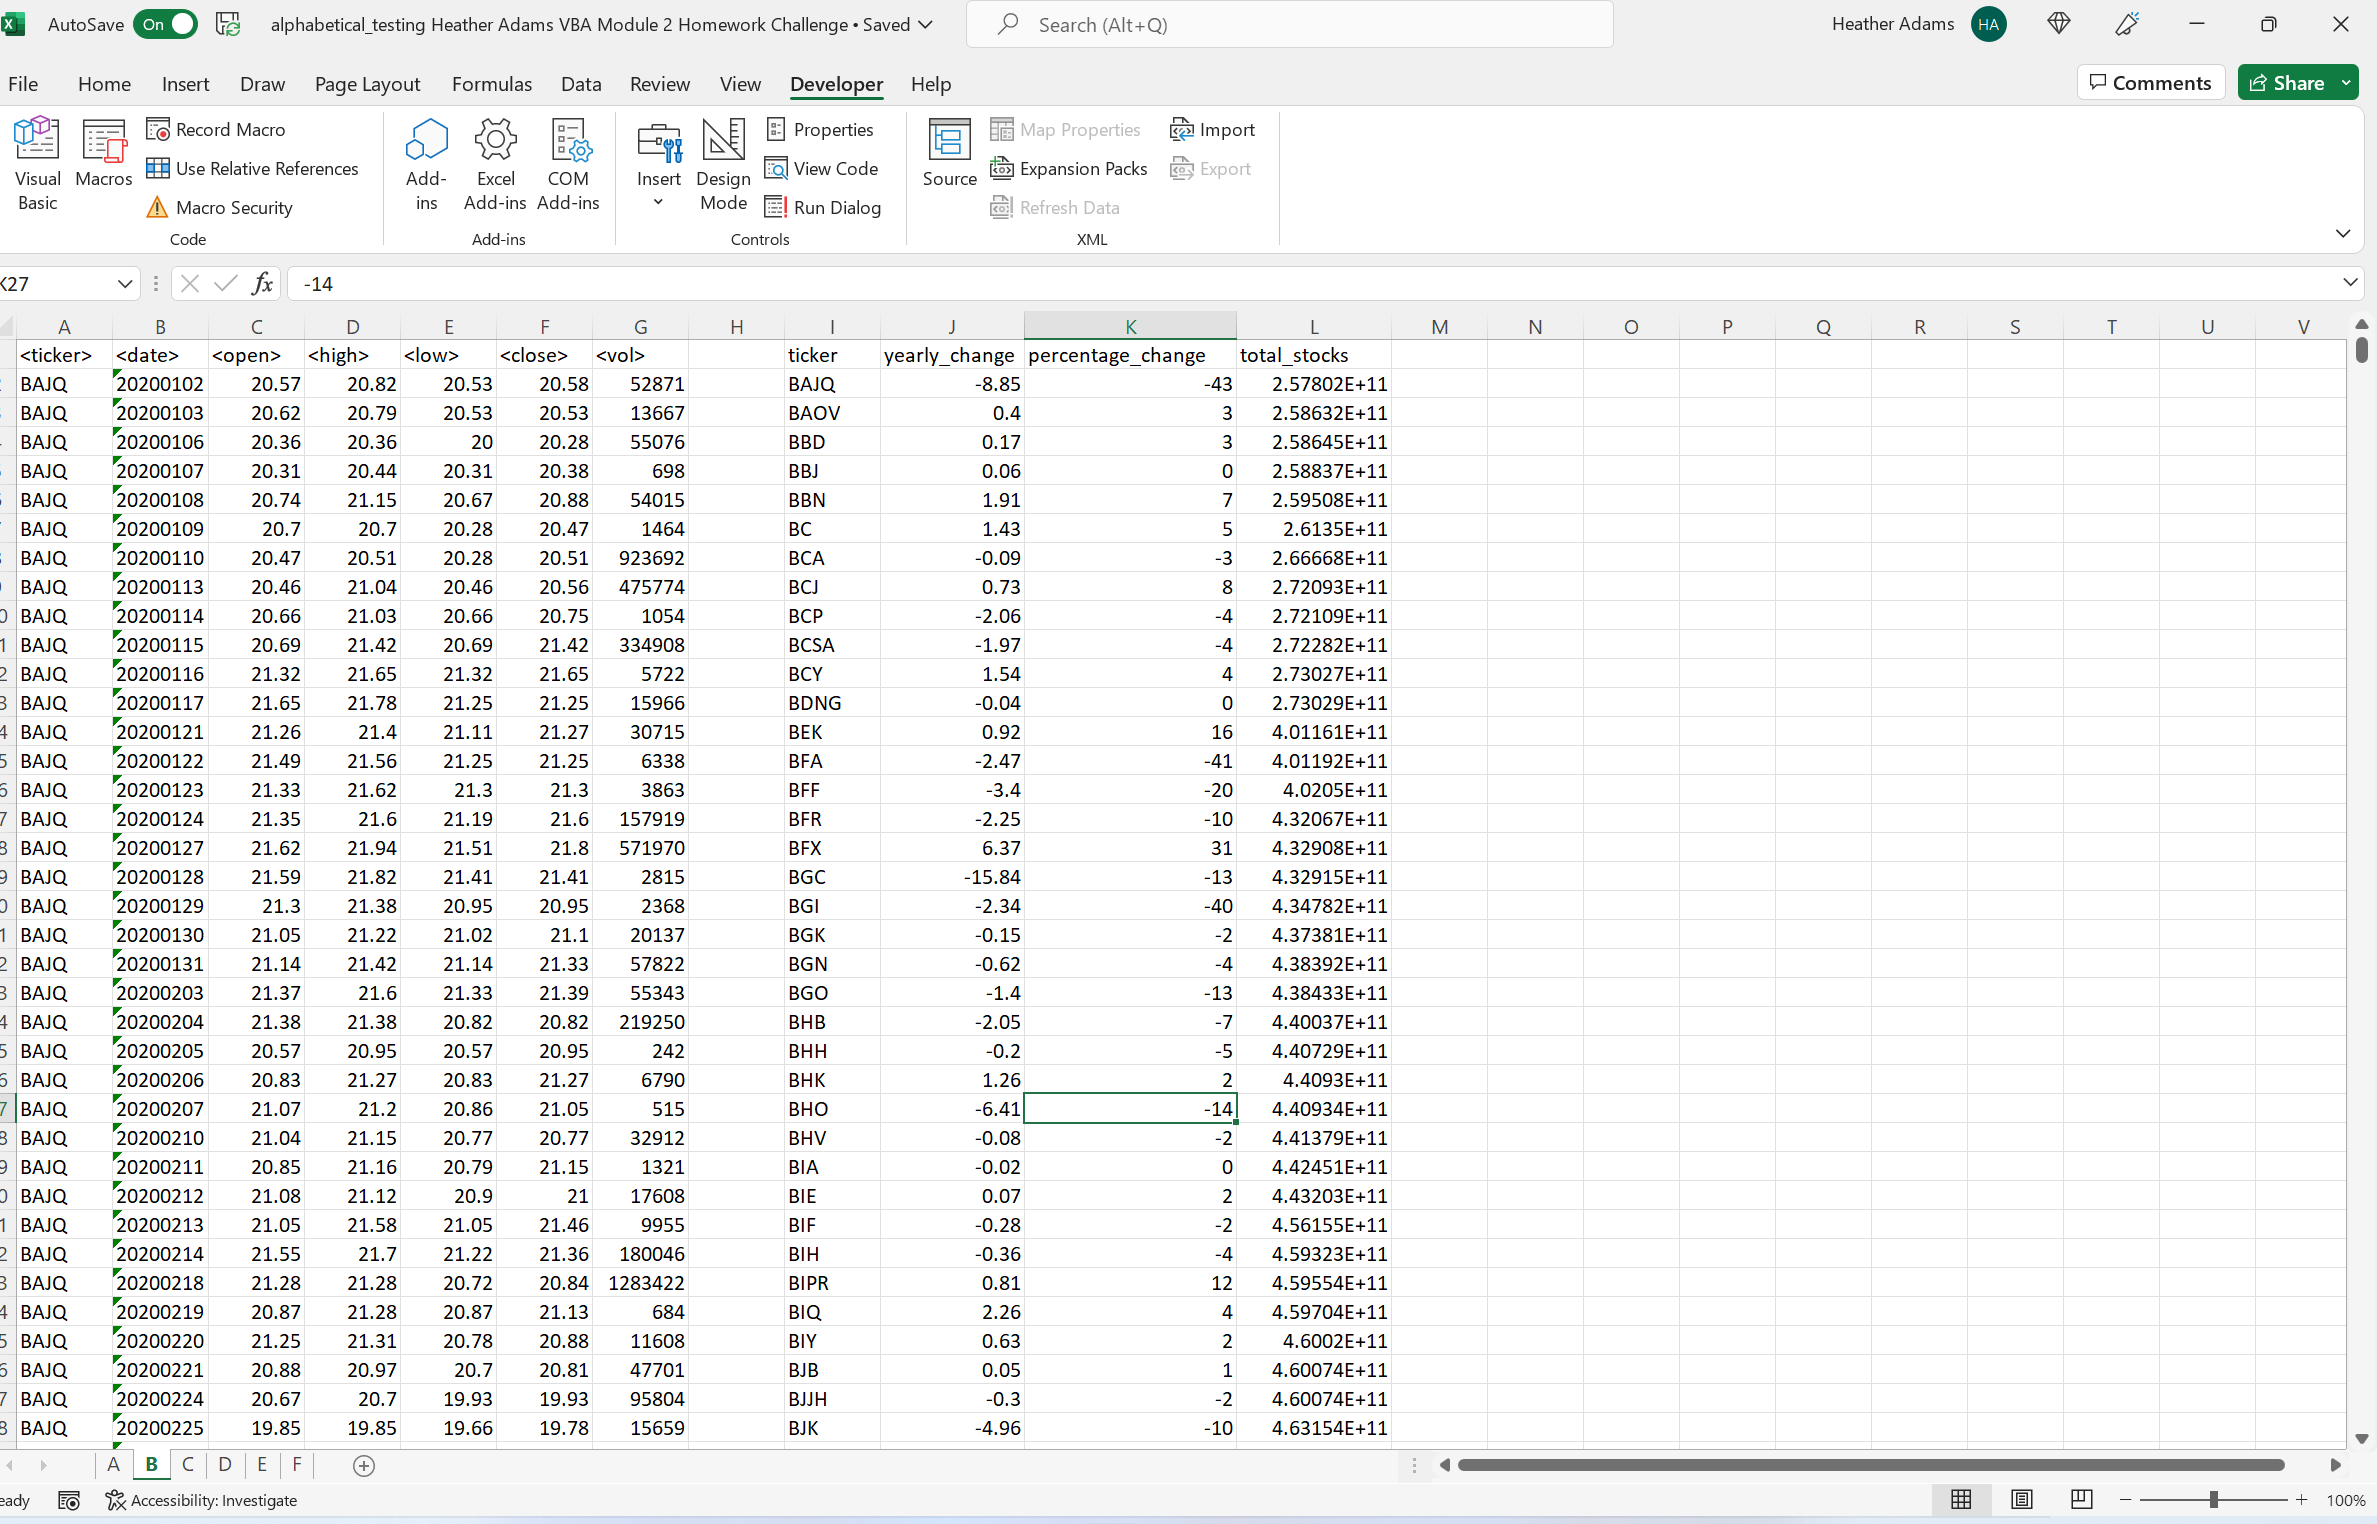 AutoSave On alphabetical_testing Heather Adams VBA Module 2 Homework Challenge • Saved Search (Alt+Q) Heather Adams HA
File Home Insert Draw Page Layout Formulas Data Review View Developer Help Comments Share
Visual Basic Macros Record Macro Use Relative References Macro Security Code
Add-ins Excel Add-ins COM Add-ins Add-ins
Insert Design Mode Properties View Code Run Dialog Controls
Source Map Properties Expansion Packs Refresh Data Import Export XML
K27 fx -14
A B C D E F G H I J K L M N O P Q R S T U V
<ticker> <date> <open> <high> <low> <close> <vol> ticker yearly_change percentage_change total_stocks
BAJQ 20200102 20.57 20.82 20.53 20.58 52871 BAJQ -8.85 -43 2.57802E+11
BAJQ 20200103 20.62 20.79 20.53 20.53 13667 BAOV 0.4 3 2.58632E+11
BAJQ 20200106 20.36 20.36 20 20.28 55076 BBD 0.17 3 2.58645E+11
BAJQ 20200107 20.31 20.44 20.31 20.38 698 BBJ 0.06 0 2.58837E+11
BAJQ 20200108 20.74 21.15 20.67 20.88 54015 BBN 1.91 7 2.59508E+11
BAJQ 20200109 20.7 20.7 20.28 20.47 1464 BC 1.43 5 2.6135E+11
BAJQ 20200110 20.47 20.51 20.28 20.51 923692 BCA -0.09 -3 2.66668E+11
BAJQ 20200113 20.46 21.04 20.46 20.56 475774 BCJ 0.73 8 2.72093E+11
BAJQ 20200114 20.66 21.03 20.66 20.75 1054 BCP -2.06 -4 2.72109E+11
BAJQ 20200115 20.69 21.42 20.69 21.42 334908 BCSA -1.97 -4 2.72282E+11
BAJQ 20200116 21.32 21.65 21.32 21.65 5722 BCY 1.54 4 2.73027E+11
BAJQ 20200117 21.65 21.78 21.25 21.25 15966 BDNG -0.04 0 2.73029E+11
BAJQ 20200121 21.26 21.4 21.11 21.27 30715 BEK 0.92 16 4.01161E+11
BAJQ 20200122 21.49 21.56 21.25 21.25 6338 BFA -2.47 -41 4.01192E+11
BAJQ 20200123 21.33 21.62 21.3 21.3 3863 BFF -3.4 -20 4.0205E+11
BAJQ 20200124 21.35 21.6 21.19 21.6 157919 BFR -2.25 -10 4.32067E+11
BAJQ 20200127 21.62 21.94 21.51 21.8 571970 BFX 6.37 31 4.32908E+11
BAJQ 20200128 21.59 21.82 21.41 21.41 2815 BGC -15.84 -13 4.32915E+11
BAJQ 20200129 21.3 21.38 20.95 20.95 2368 BGI -2.34 -40 4.34782E+11
BAJQ 20200130 21.05 21.22 21.02 21.1 20137 BGK -0.15 -2 4.37381E+11
BAJQ 20200131 21.14 21.42 21.14 21.33 57822 BGN -0.62 -4 4.38392E+11
BAJQ 20200203 21.37 21.6 21.33 21.39 55343 BGO -1.4 -13 4.38433E+11
BAJQ 20200204 21.38 21.38 20.82 20.82 219250 BHB -2.05 -7 4.40037E+11
BAJQ 20200205 20.57 20.95 20.57 20.95 242 BHH -0.2 -5 4.40729E+11
BAJQ 20200206 20.83 21.27 20.83 21.27 6790 BHK 1.26 2 4.4093E+11
BAJQ 20200207 21.07 21.2 20.86 21.05 515 BHO -6.41 -14 4.40934E+11
BAJQ 20200210 21.04 21.15 20.77 20.77 32912 BHV -0.08 -2 4.41379E+11
BAJQ 20200211 20.85 21.16 20.79 21.15 1321 BIA -0.02 0 4.42451E+11
BAJQ 20200212 21.08 21.12 20.9 21 17608 BIE 0.07 2 4.43203E+11
BAJQ 20200213 21.05 21.58 21.05 21.46 9955 BIF -0.28 -2 4.56155E+11
BAJQ 20200214 21.55 21.7 21.22 21.36 180046 BIH -0.36 -4 4.59323E+11
BAJQ 20200218 21.28 21.28 20.72 20.84 1283422 BIPR 0.81 12 4.59554E+11
BAJQ 20200219 20.87 21.28 20.87 21.13 684 BIQ 2.26 4 4.59704E+11
BAJQ 20200220 21.25 21.31 20.78 20.88 11608 BIY 0.63 2 4.6002E+11
BAJQ 20200221 20.88 20.97 20.7 20.81 47701 BJB 0.05 1 4.60074E+11
BAJQ 20200224 20.67 20.7 19.93 19.93 95804 BJJH -0.3 -2 4.60074E+11
BAJQ 20200225 19.85 19.85 19.66 19.78 15659 BJK -4.96 -10 4.63154E+11
A B C D E F
eady Accessibility: Investigate 100%